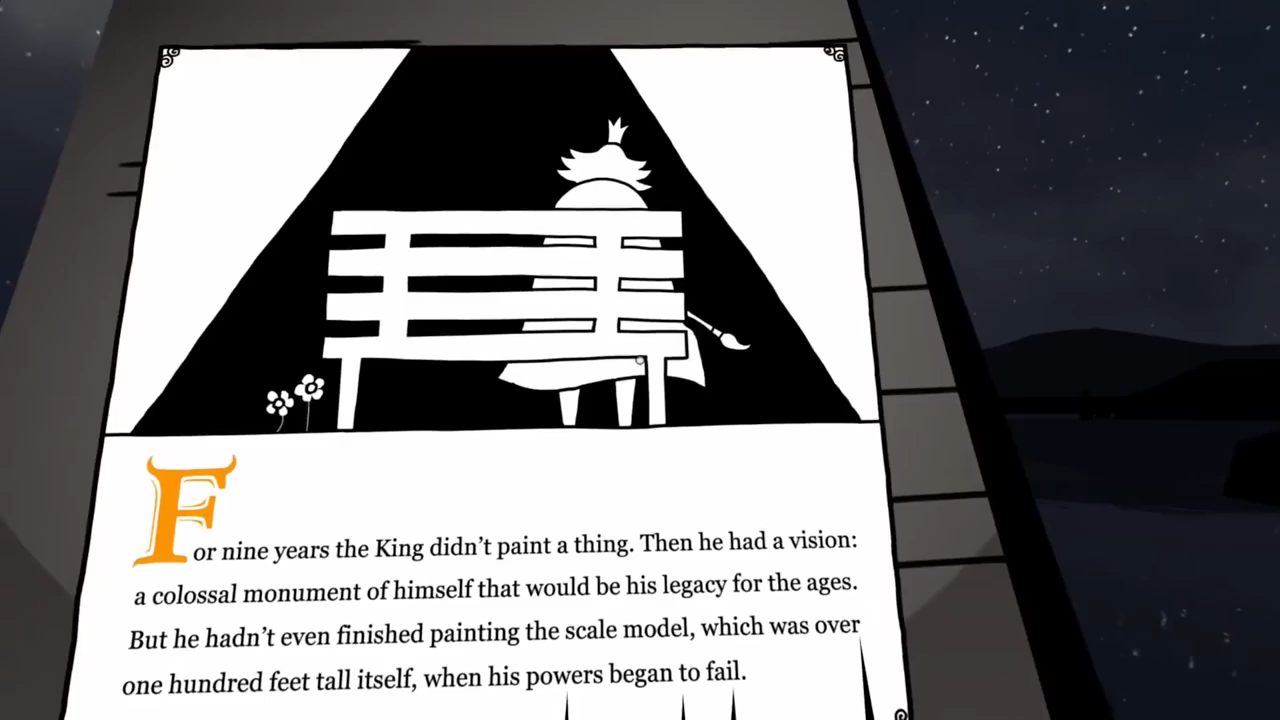 For nine years the King didn't paint a thing. Then he had a vision:
a colossal monument of himself that would be his legacy for the ages.
But he hadn't even finished painting the scale model, which was over
one hundred feet tall itself, when his powers began to fail.